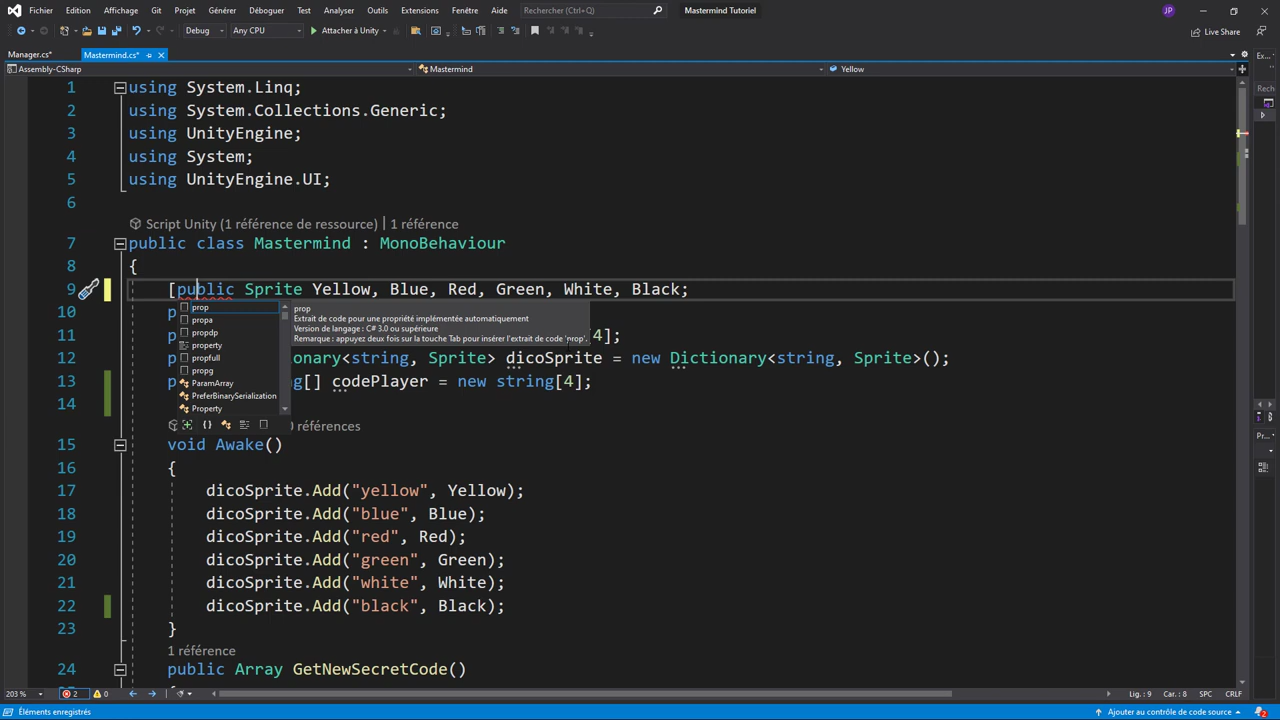 Fichier Edition Affichage Git Projet Générer Déboguer Test Analyser Outils Extensions Fenêtre Aide Rechercher (Ctrl+Q) Mastermind Tutoriel JP
Debug Any CPU Attacher à Unity Live Share
Manager.cs* Mastermind.cs*
Assembly-CSharp Mastermind Yellow
1 using System.Linq;
2 using System.Collections.Generic;
3 using UnityEngine;
4 using System;
5 using UnityEngine.UI;
6
Script Unity (1 référence de ressource) | 1 référence
7 public class Mastermind : MonoBehaviour
8 {
9 [public Sprite Yellow, Blue, Red, Green, White, Black;
prop
propa
propdp
property
propfull
propg
ParamArray
PreferBinarySerialization
Property
prop
Extrait de code pour une propriété implémentée automatiquement
Version de langage : C# 3.0 ou supérieure
Remarque : appuyez deux fois sur la touche Tab pour insérer l'extrait de code 'prop'.
10 p
11 p [4];
12 p ionary<string, Sprite> dicoSprite = new Dictionary<string, Sprite>();
13 p ng[] codePlayer = new string[4];
14
0 références
15 void Awake()
16 {
17 dicoSprite.Add("yellow", Yellow);
18 dicoSprite.Add("blue", Blue);
19 dicoSprite.Add("red", Red);
20 dicoSprite.Add("green", Green);
21 dicoSprite.Add("white", White);
22 dicoSprite.Add("black", Black);
23 }
1 référence
24 public Array GetNewSecretCode()
Ex...
Rech
Pr...
203 % 2 0 Lig. : 9 Car. : 8 SPC CRLF
Éléments enregistrés Ajouter au contrôle de code source 2